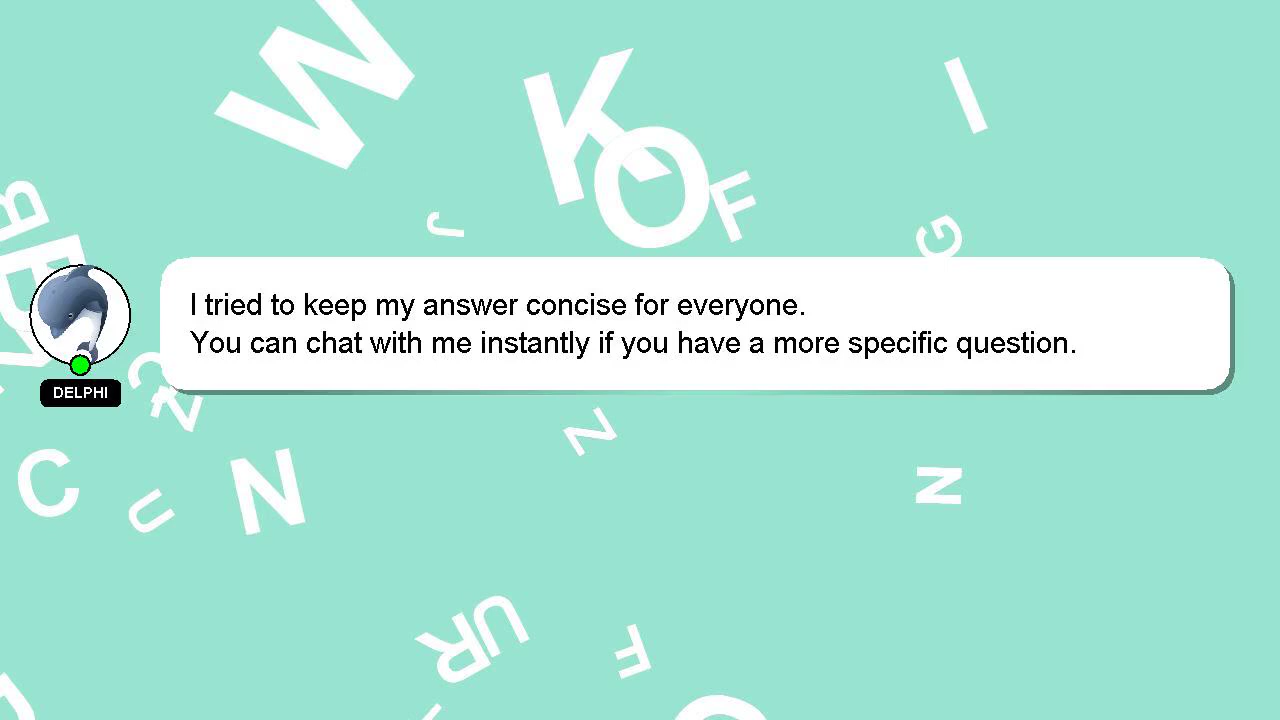 W
K
I
O
F
J
G
I tried to keep my answer concise for everyone.
You can chat with me instantly if you have a more specific question.
DELPHI
C
Z
N
Z
C
U
N
R
U
F